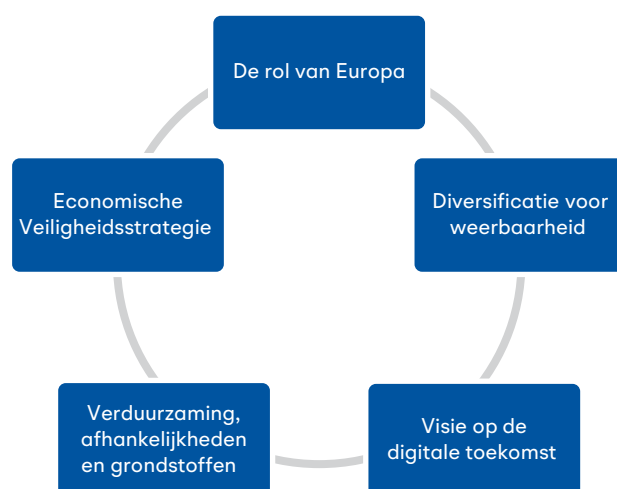 De rol van Europa
Economische
Veiligheidsstrategie
Diversificatie voor
weerbaarheid
Verduurzaming,
afhankelijkheden
en grondstoffen
Visie op de
digitale toekomst